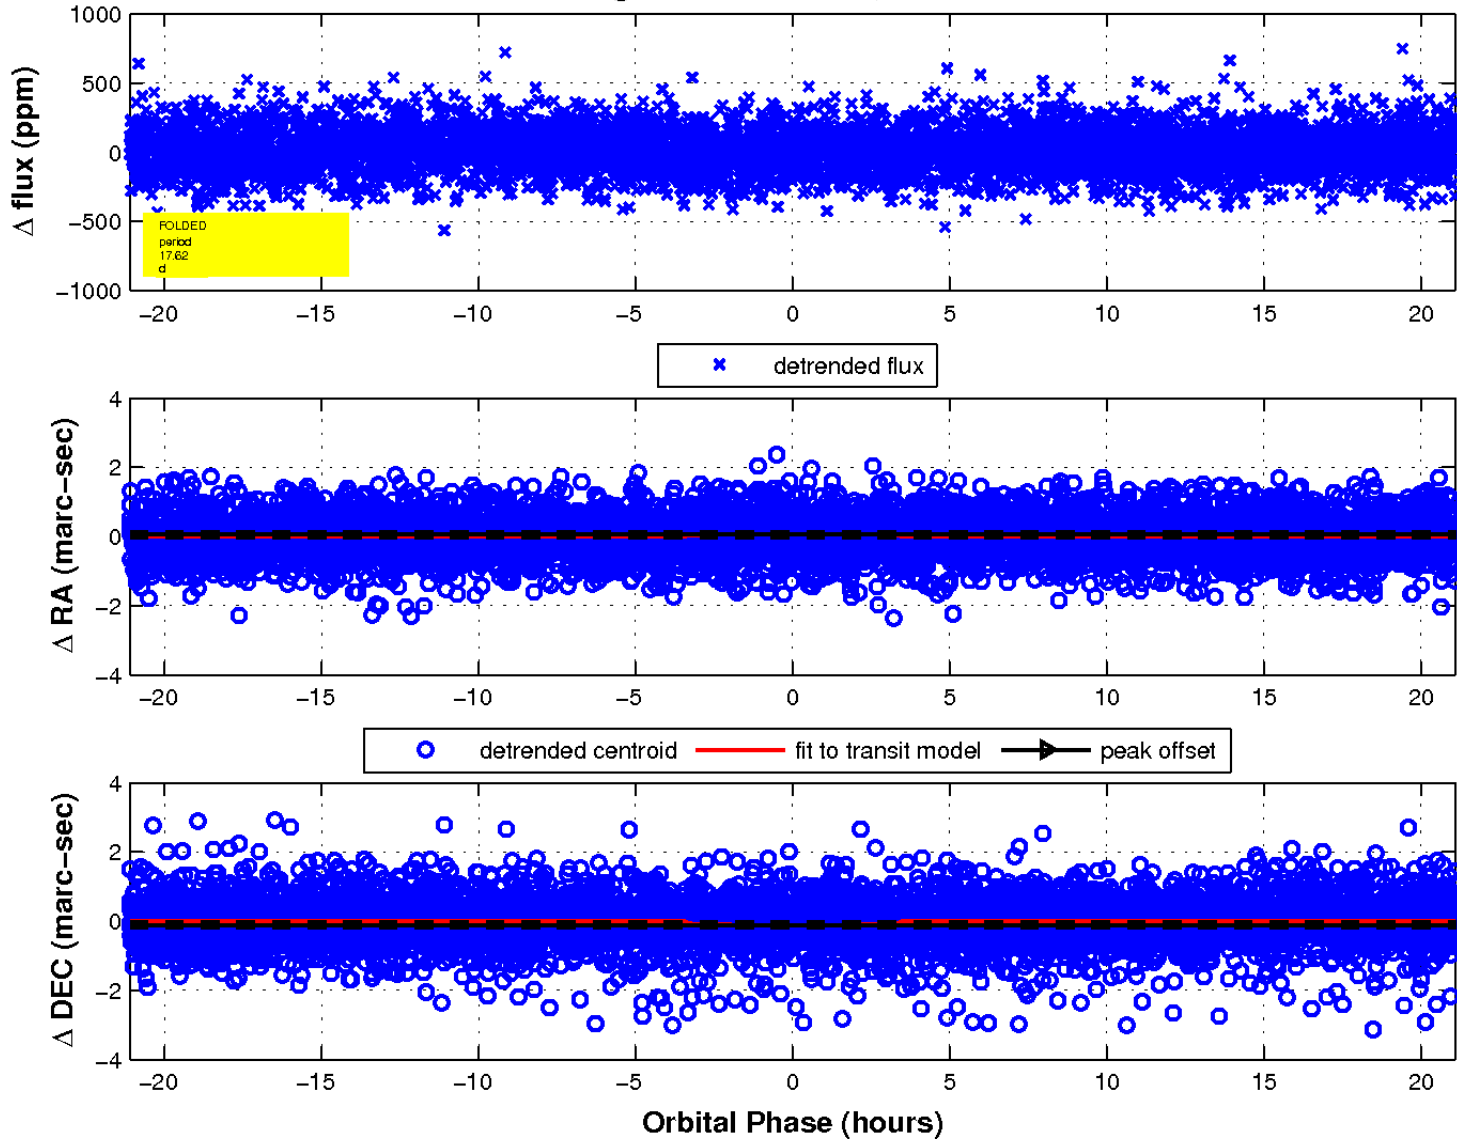 1000
500
0
−500
−1000
Δ flux (ppm)
FOLDED
period
17.62
d
−20 −15 −10 −5 0 5 10 15 20
detrended flux
4
2
0
−2
−4
Δ RA (marc−sec)
−20 −15 −10 −5 0 5 10 15 20
detrended centroid fit to transit model peak offset
4
2
0
−2
−4
Δ DEC (marc−sec)
−20 −15 −10 −5 0 5 10 15 20
Orbital Phase (hours)